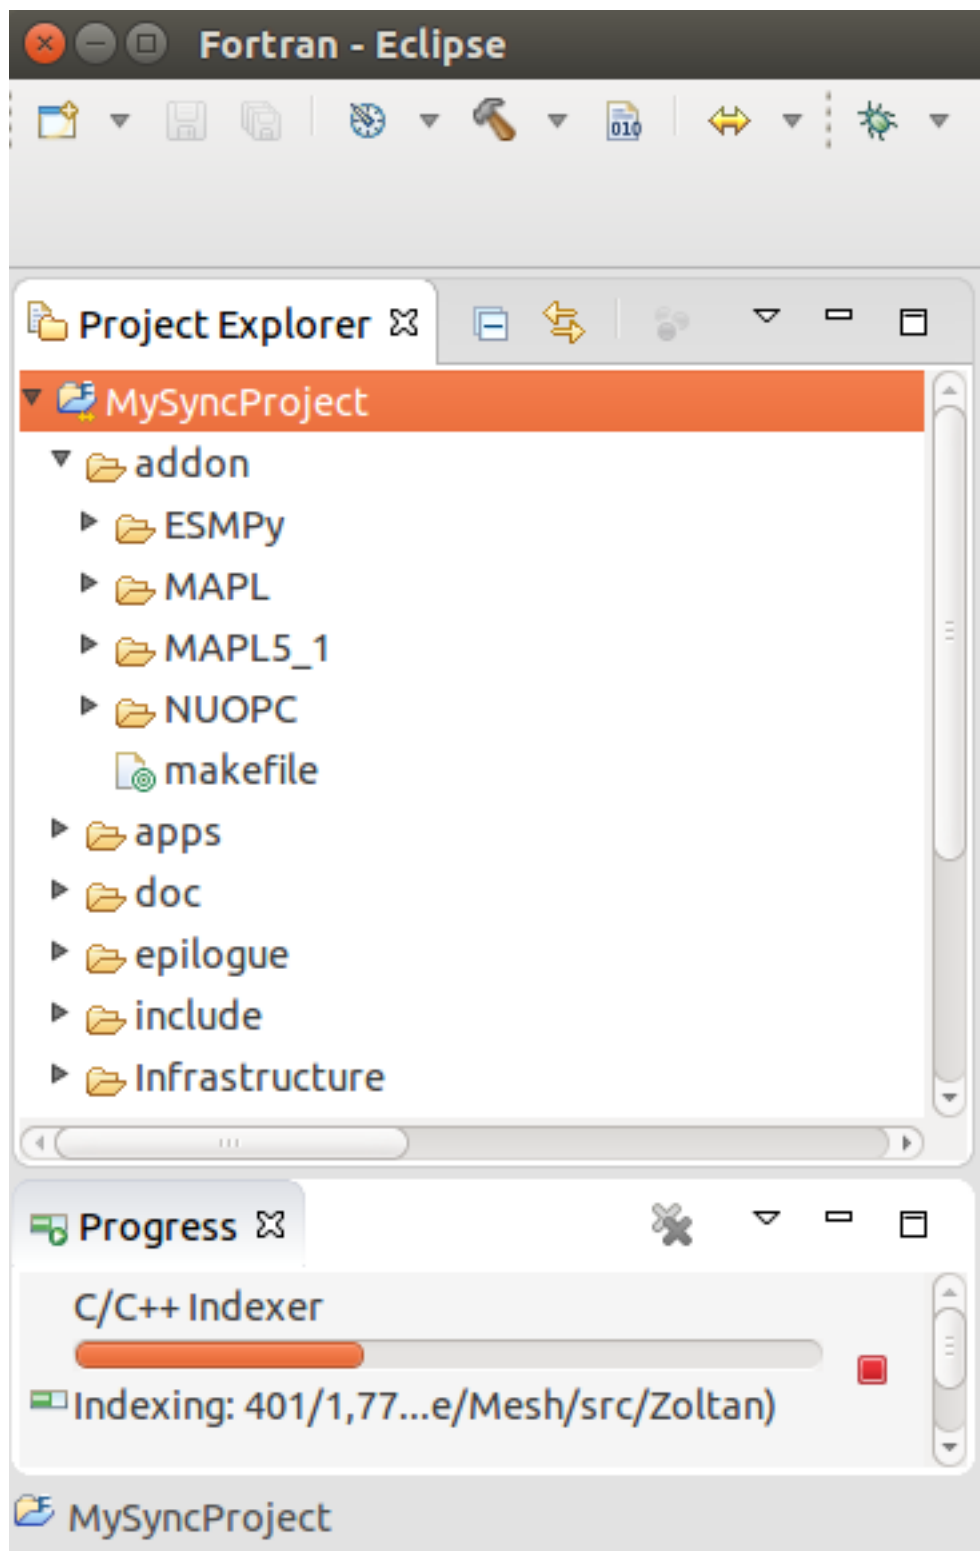 Fortran - Eclipse
010
Project Explorer
MySyncProject
addon
ESMPy
MAPL
MAPL5_1
NUOPC
makefile
apps
doc
epilogue
include
Infrastructure
Progress
C/C++ Indexer
Indexing: 401/1,77...e/Mesh/src/Zoltan)
MySyncProject